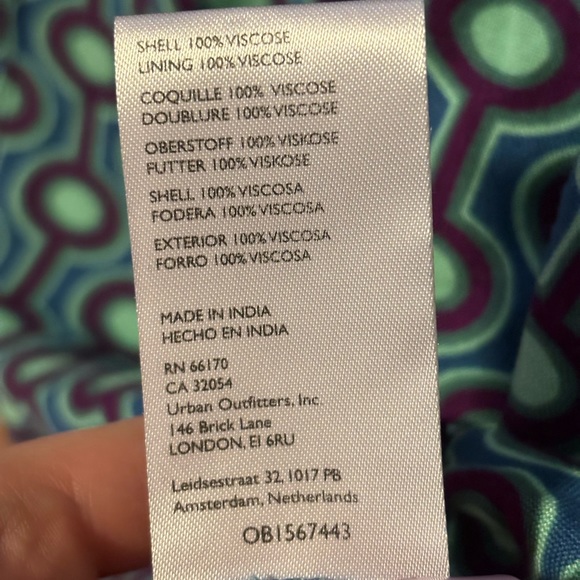 SHELL 100% VISCOSE
LINING 100% VISCOSE
COQUILLE 100% VISCOSE
DOUBLURE 100% VISCOSE
OBERSTOFF 100% VISKOSE
FUTTER 100% VISKOSE
SHELL 100% VISCOSA
FODERA 100% VISCOSA
EXTERIOR 100% VISCOSA
FORRO 100% VISCOSA
MADE IN INDIA
HECHO EN INDIA
RN 66170
CA 32054
Urban Outfitters, Inc
146 Brick Lane
LONDON, E1 6RU
Leidsestraat 32, 1017 PB
Amsterdam, Netherlands
OB1567443